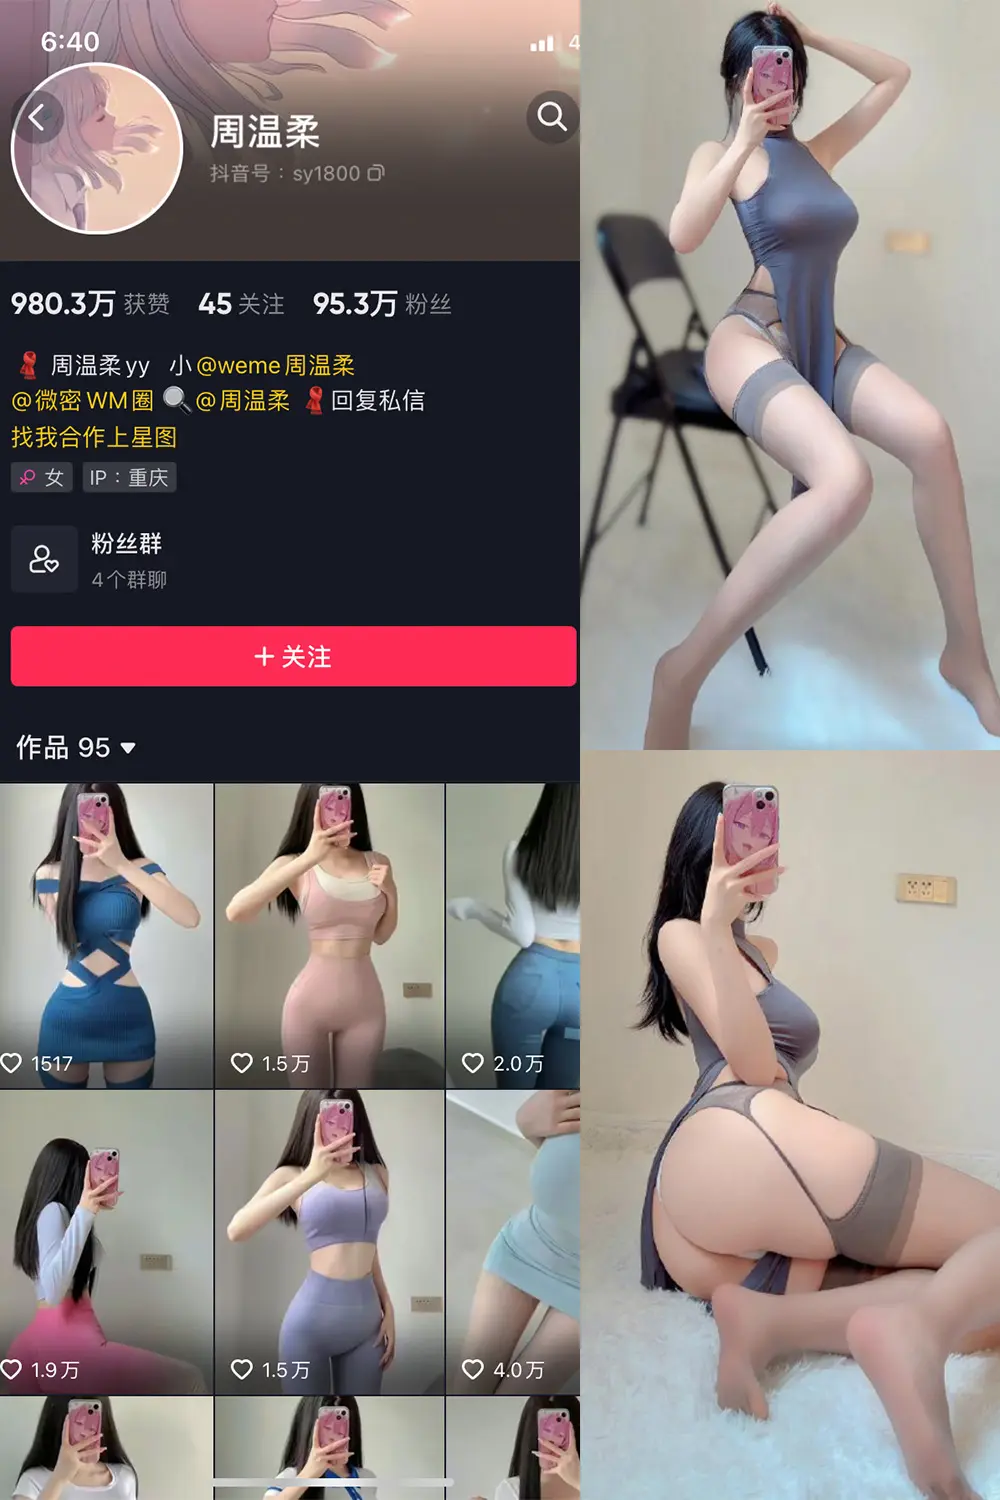 6:40
4
周温柔
抖音号：sy1800
980.3万 获赞 45 关注 95.3万 粉丝
周温柔yy 小@weme周温柔
@微密WM圈 @周温柔 回复私信
找我合作上星图
女 IP：重庆
粉丝群
4个群聊
+ 关注
作品 95
1517 1.5万 2.0万
1.9万 1.5万 4.0万